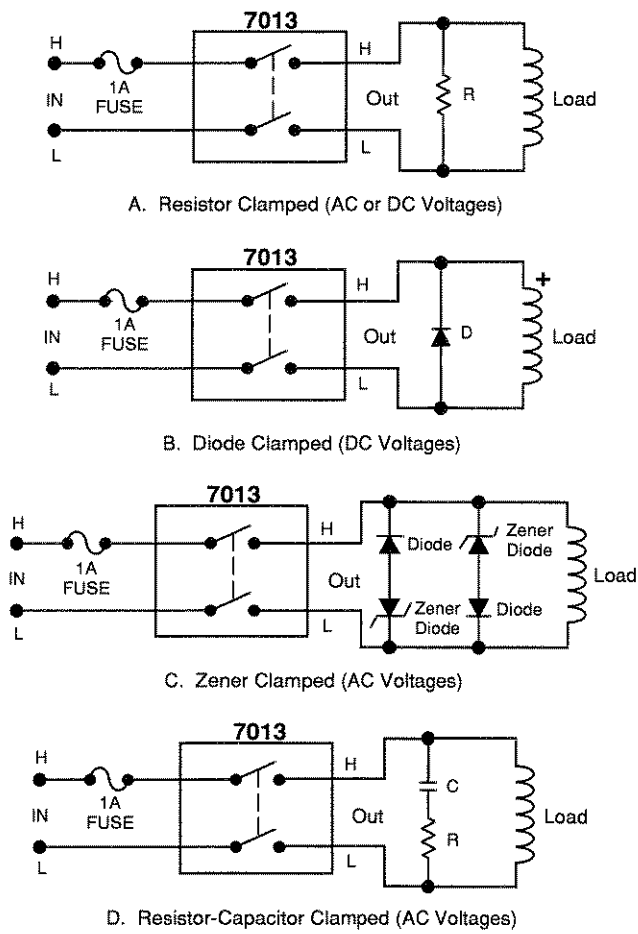 7013
H
H
1A
FUSE
IN
Out
R
Load
L
L
A. Resistor Clamped (AC or DC Voltages)
7013
H
H
+
1A
FUSE
IN
Out
D
Load
L
L
B. Diode Clamped (DC Voltages)
7013
H
H
Diode
Zener
Diode
1A
FUSE
IN
Out
Load
Zener
Diode
Diode
L
L
C. Zener Clamped (AC Voltages)
7013
H
H
C
1A
FUSE
IN
Out
Load
R
L
L
D. Resistor-Capacitor Clamped (AC Voltages)